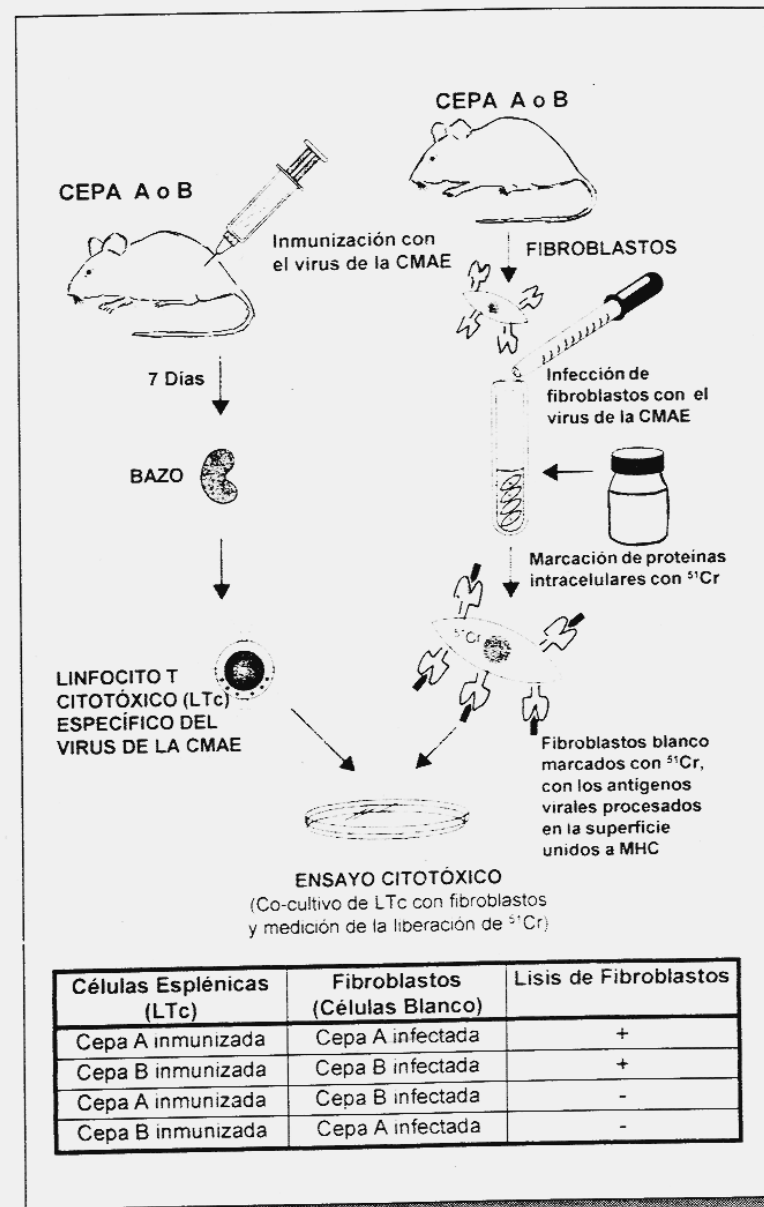 CEPA A o B
CEPA A o B
Inmunización con
el virus de la CMAE
FIBROBLASTOS
7 Días
Infección de
fibroblastos con el
virus de la CMAE
BAZO
Marcación de proteínas
intracelulares con ⁵¹Cr
⁵¹Cr
LINFOCITO T
CITOTÓXICO (LTc)
ESPECÍFICO DEL
VIRUS DE LA CMAE
Fibroblastos blanco
marcados con ⁵¹Cr,
con los antígenos
virales procesados
en la superficie
unidos a MHC
ENSAYO CITOTÓXICO
(Co-cultivo de LTc con fibroblastos
y medición de la liberación de ⁵¹Cr)
Células Esplénicas (LTc) Fibroblastos (Células Blanco) Lisis de Fibroblastos
Cepa A inmunizada Cepa A infectada +
Cepa B inmunizada Cepa B infectada +
Cepa A inmunizada Cepa B infectada -
Cepa B inmunizada Cepa A infectada -